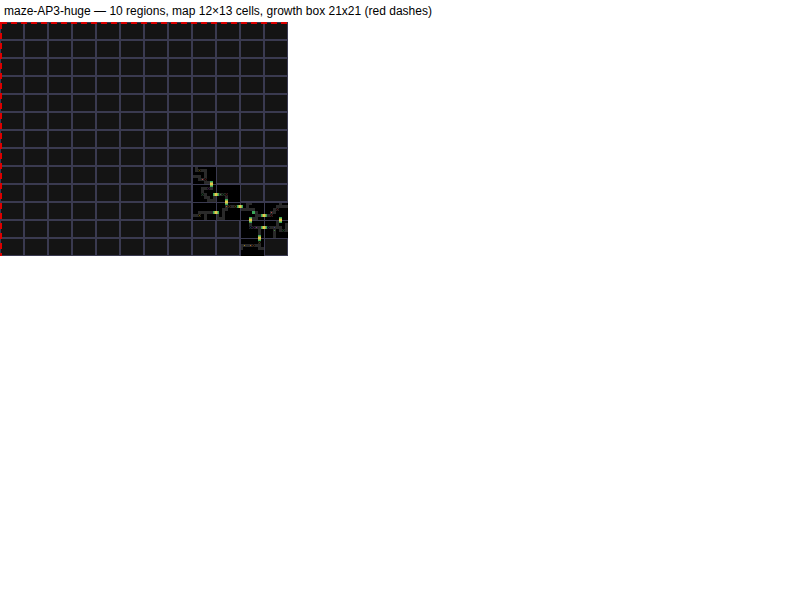 maze-AP3-huge — 10 regions, map 12×13 cells, growth box 21x21 (red dashes)